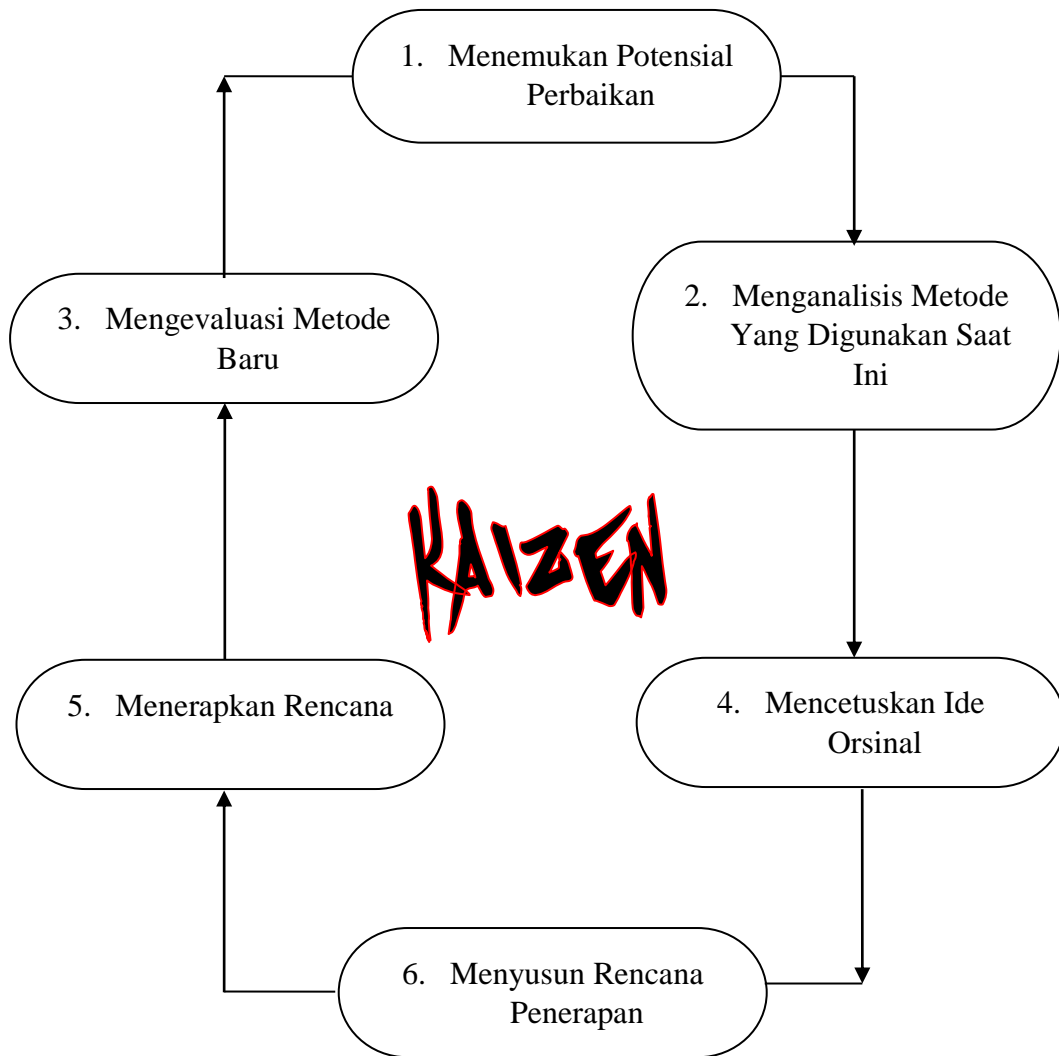 1. Menemukan Potensial
Perbaikan
3. Mengevaluasi Metode
Baru
2. Menganalisis Metode
Yang Digunakan Saat
Ini
KAIZEN
5. Menerapkan Rencana
4. Mencetuskan Ide
Orsinal
6. Menyusun Rencana
Penerapan